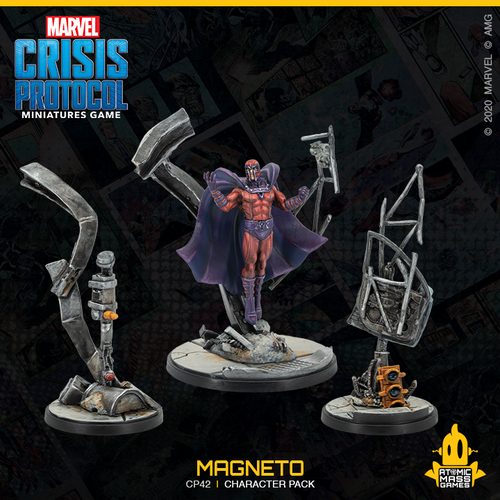 MARVEL
CRISIS
PROTOCOL
MINIATURES GAME
© 2020 MARVEL © AMG
MAGNETO
CP42 | CHARACTER PACK
ATOMIC
MASS
GAMES